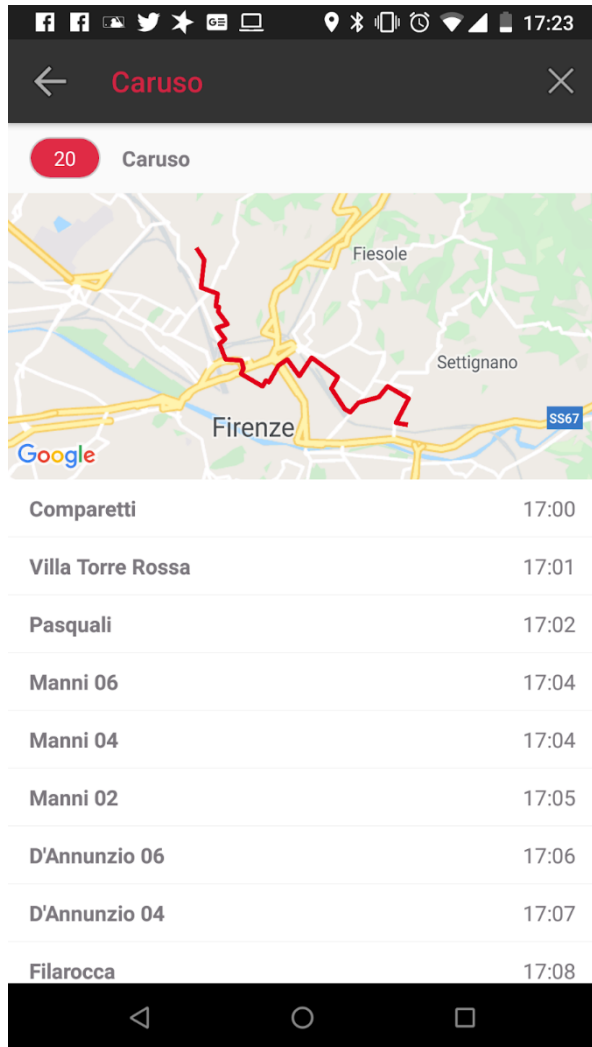 GE 17:23
Caruso
20 Caruso
Fiesole
Settignano
SS67
Firenze
Google
Comparetti 17:00
Villa Torre Rossa 17:01
Pasquali 17:02
Manni 06 17:04
Manni 04 17:04
Manni 02 17:05
D'Annunzio 06 17:06
D'Annunzio 04 17:07
Filarocca 17:08